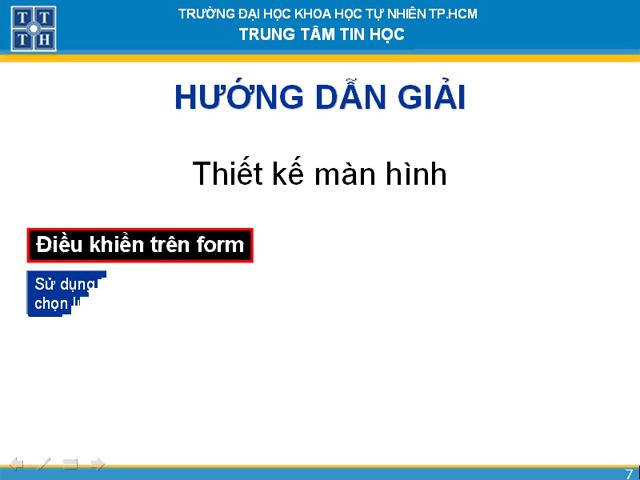 TRƯỜNG ĐẠI HỌC KHOA HỌC TỰ NHIÊN TP.HCM
TRUNG TÂM TIN HỌC
T T
T H
HƯỚNG DẪN GIẢI
Thiết kế màn hình
Điều khiển trên form
Sử dụng
chọn
7